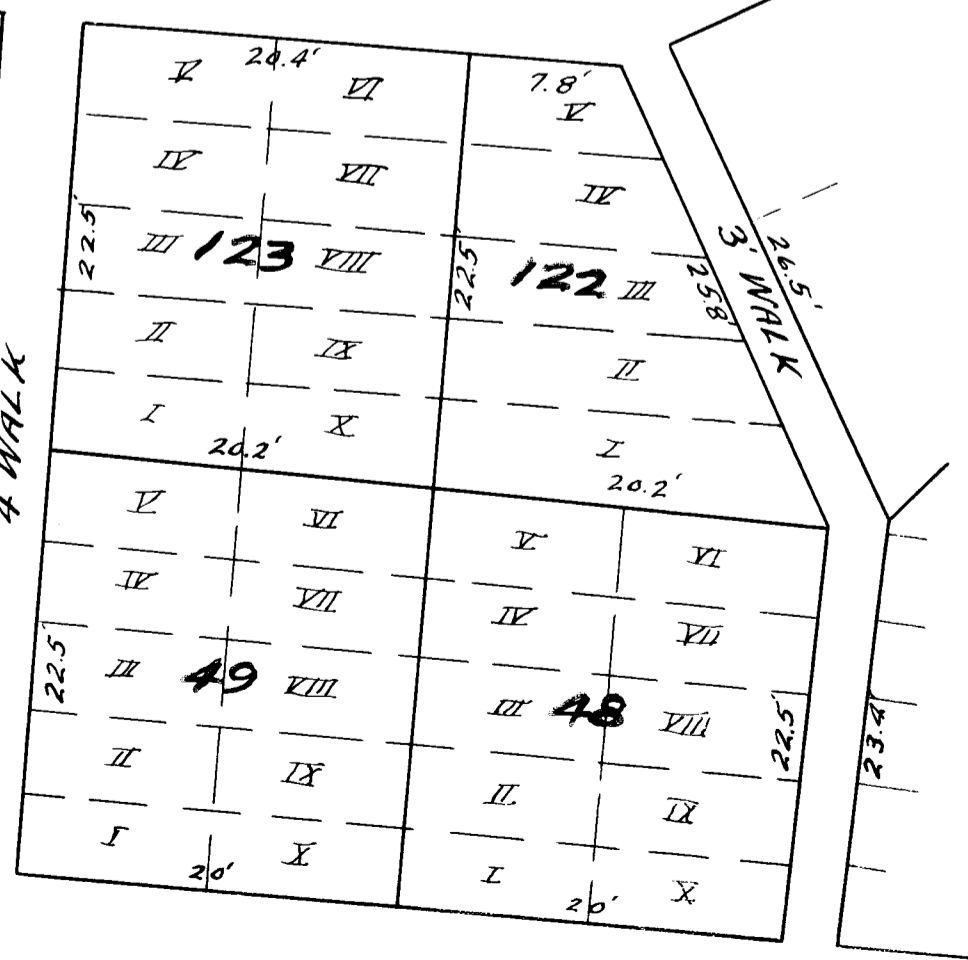 20.4'
V VI
7.8'
V
IV VII
IV
22.5'
III 123 VIII
22.5'
122 III
25.8'
3' WALK
26.5'
II IX
II
4 WALK
I X
I
20.2'
20.2'
V VI
V VI
IV VII
IV VII
22.5'
III 49 VIII
III 48 VIII
22.5'
23.4'
II IX
II IX
I X
I X
20'
20'